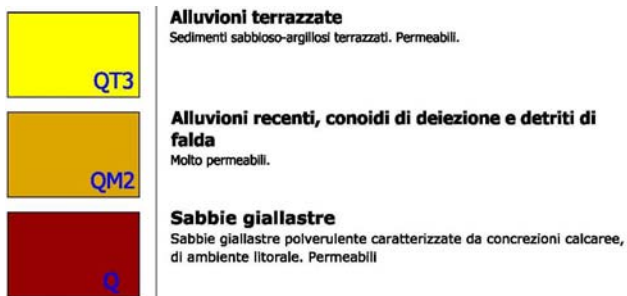 Alluvioni terrazzate
Sedimenti sabbioso-argillosi terrazzati. Permeabili.
QT3
Alluvioni recenti, conoidi di deiezione e detriti di
falda
Molto permeabili.
QM2
Sabbie giallastre
Sabbie giallastre polverulente caratterizzate da concrezioni calcaree,
di ambiente litorale. Permeabili
Q